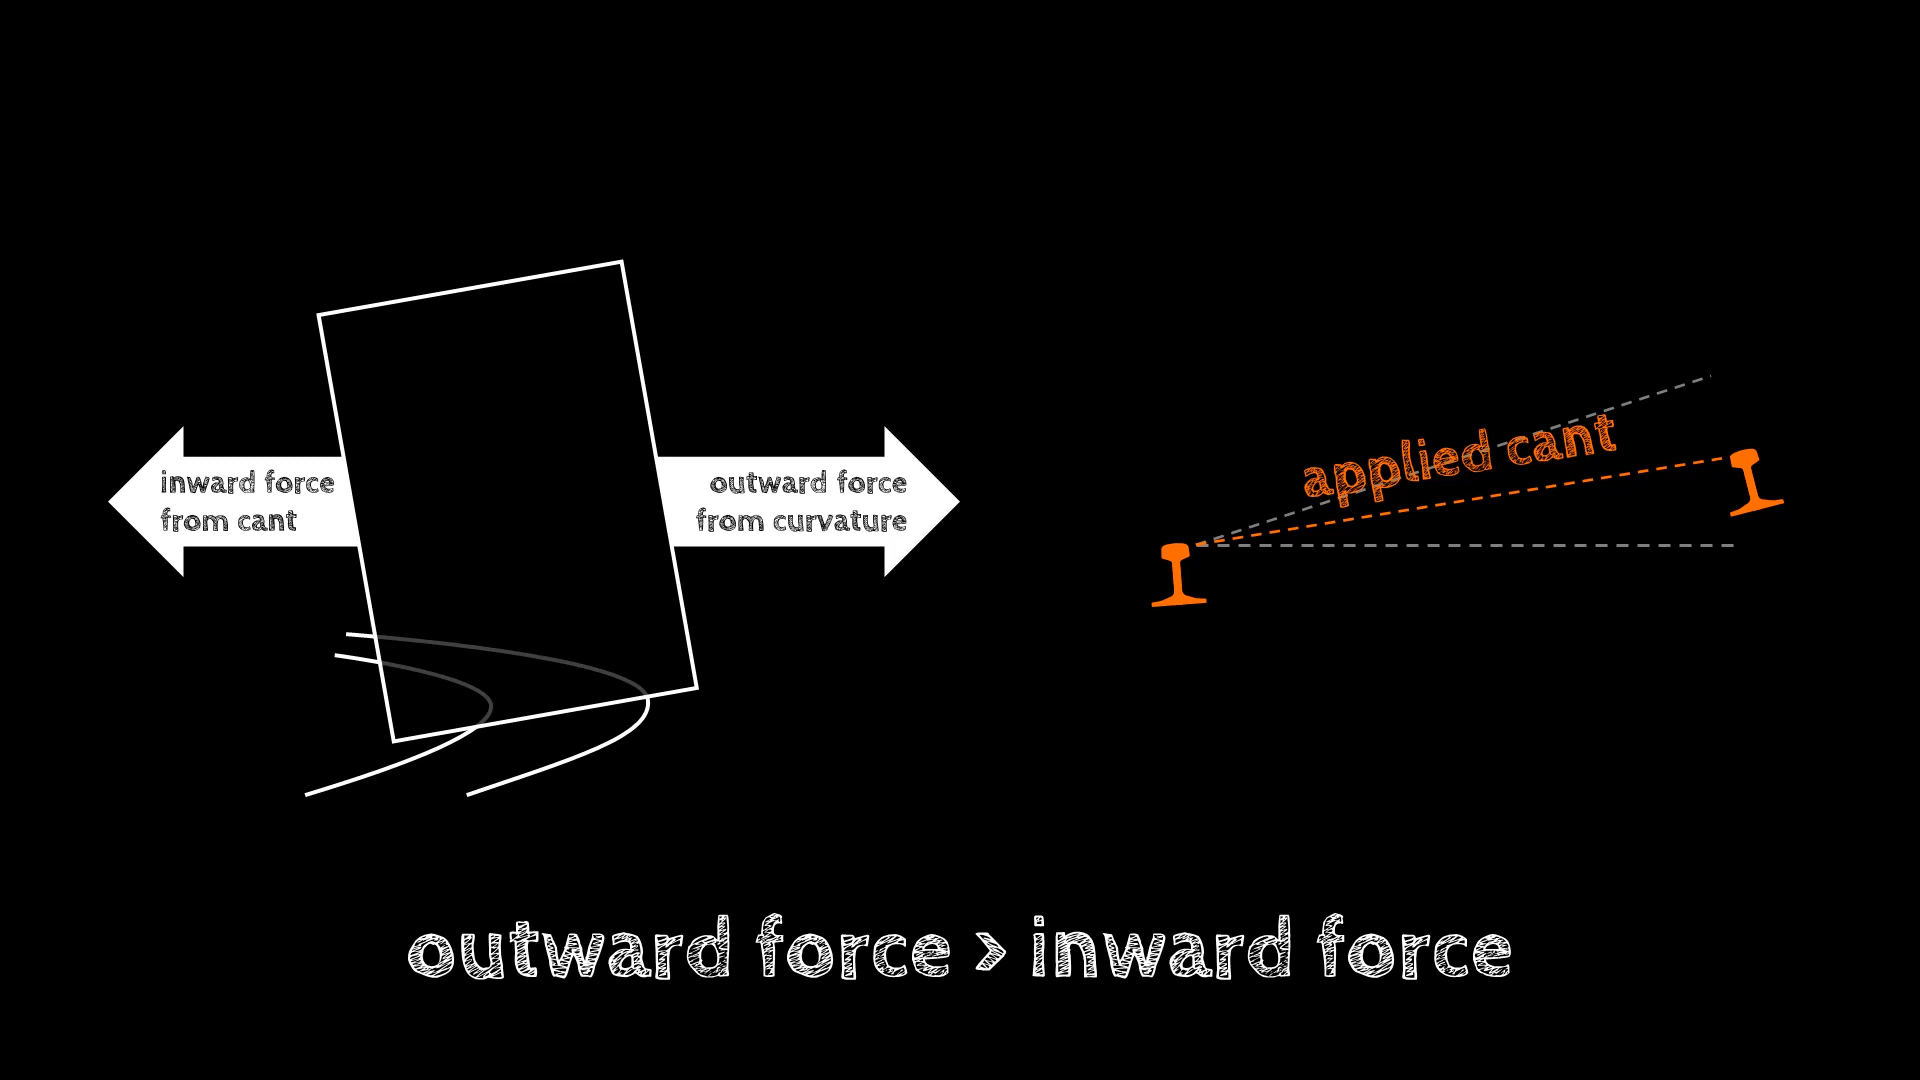 inward force
from cant
outward force
from curvature
applied cant
outward force > inward force